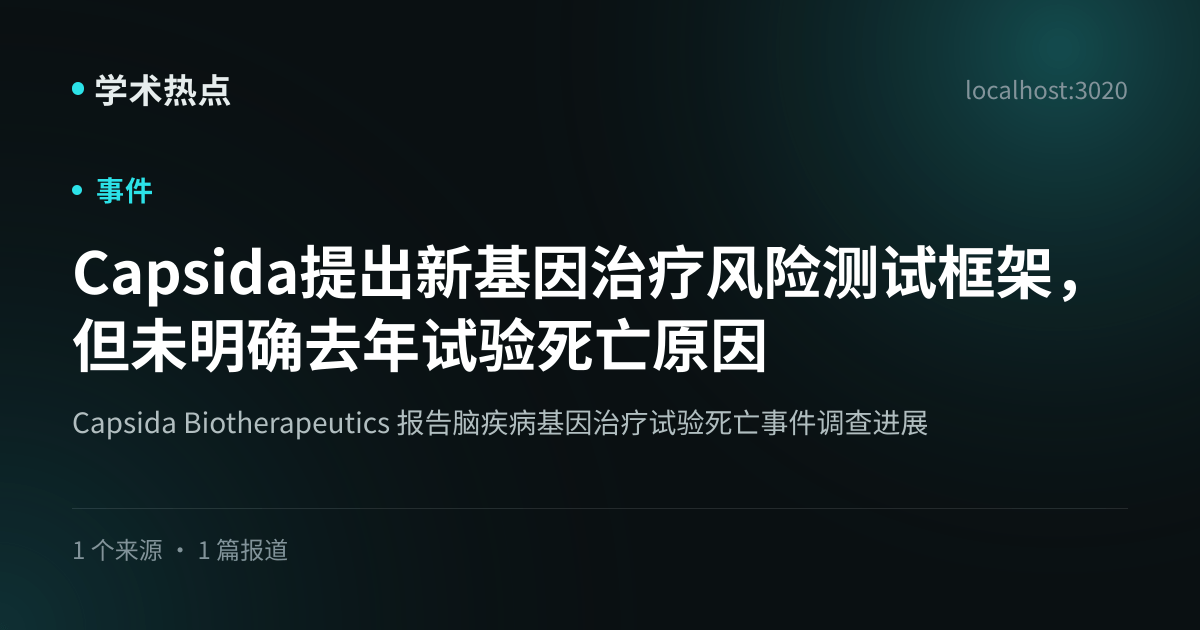 学术热点
localhost:3020
事件
Capsida提出新基因治疗风险测试框架，
但未明确去年试验死亡原因
Capsida Biotherapeutics 报告脑疾病基因治疗试验死亡事件调查进展
1 个来源 · 1 篇报道